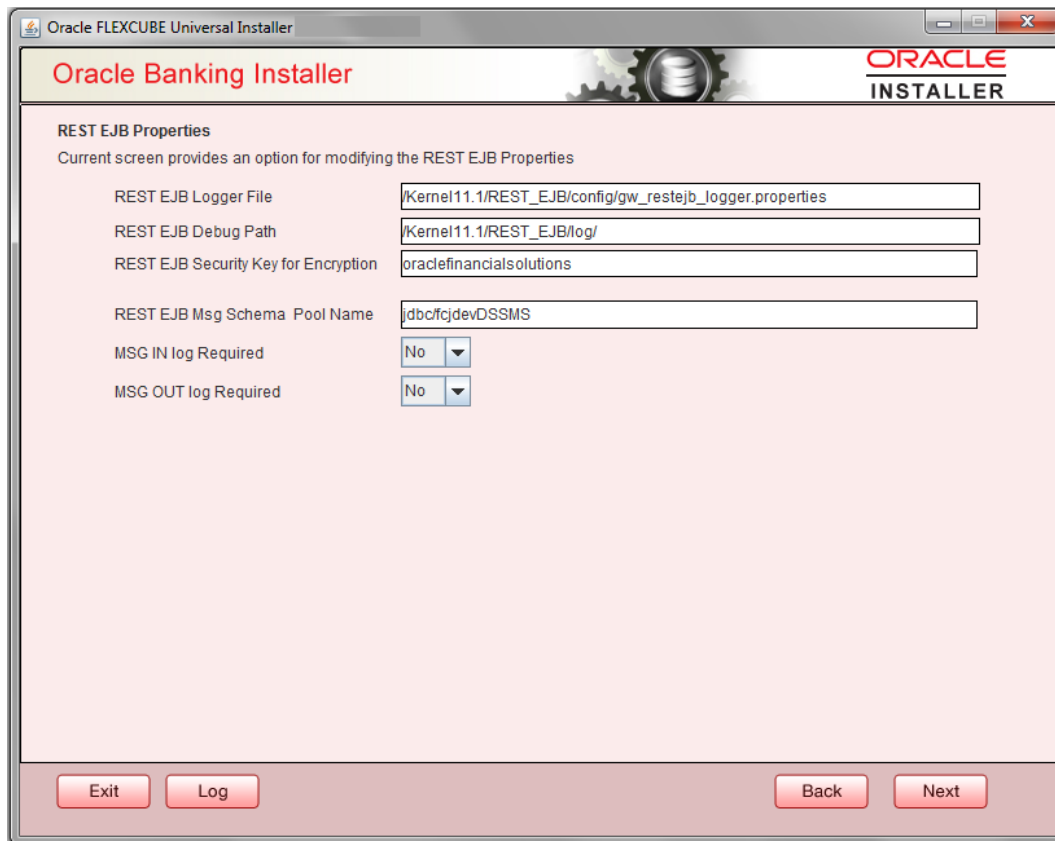 Oracle FLEXCUBE Universal Installer
Oracle Banking Installer
ORACLE
INSTALLER
REST EJB Properties
Current screen provides an option for modifying the REST EJB Properties
REST EJB Logger File /Kernel11.1/REST_EJB/config/gw_restejb_logger.properties
REST EJB Debug Path /Kernel11.1/REST_EJB/log/
REST EJB Security Key for Encryption oraclefinancialsolutions
REST EJB Msg Schema Pool Name jdbc/fcjdevDSSMS
MSG IN log Required No
MSG OUT log Required No
Exit Log Back Next